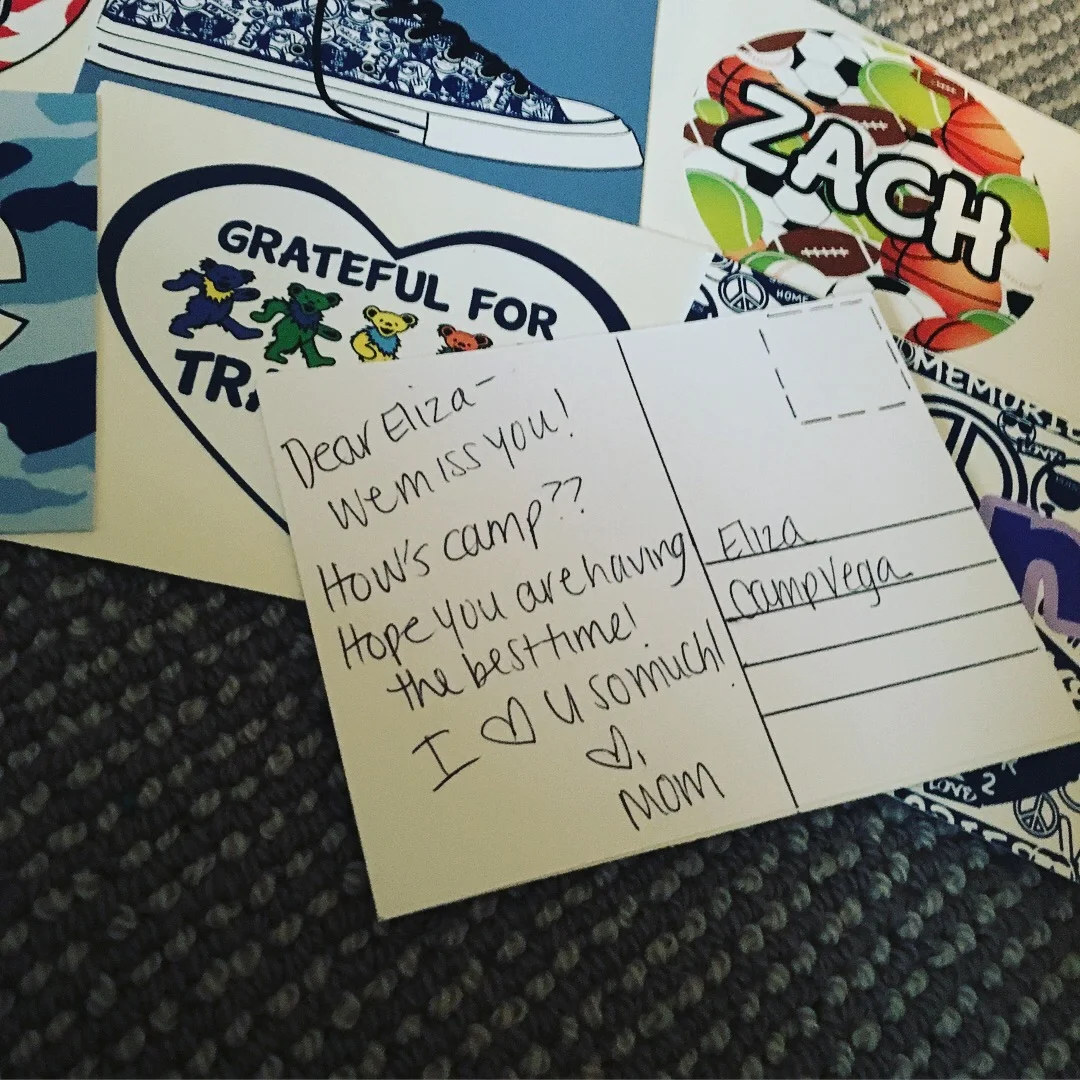 ZACH
GRATEFUL FOR
HOME
Dear Eliza-
we miss you!
How's camp??
Hope you are having
the best time!
I ♡ U so much!
♡,
Mom
Eliza
Camp Vega